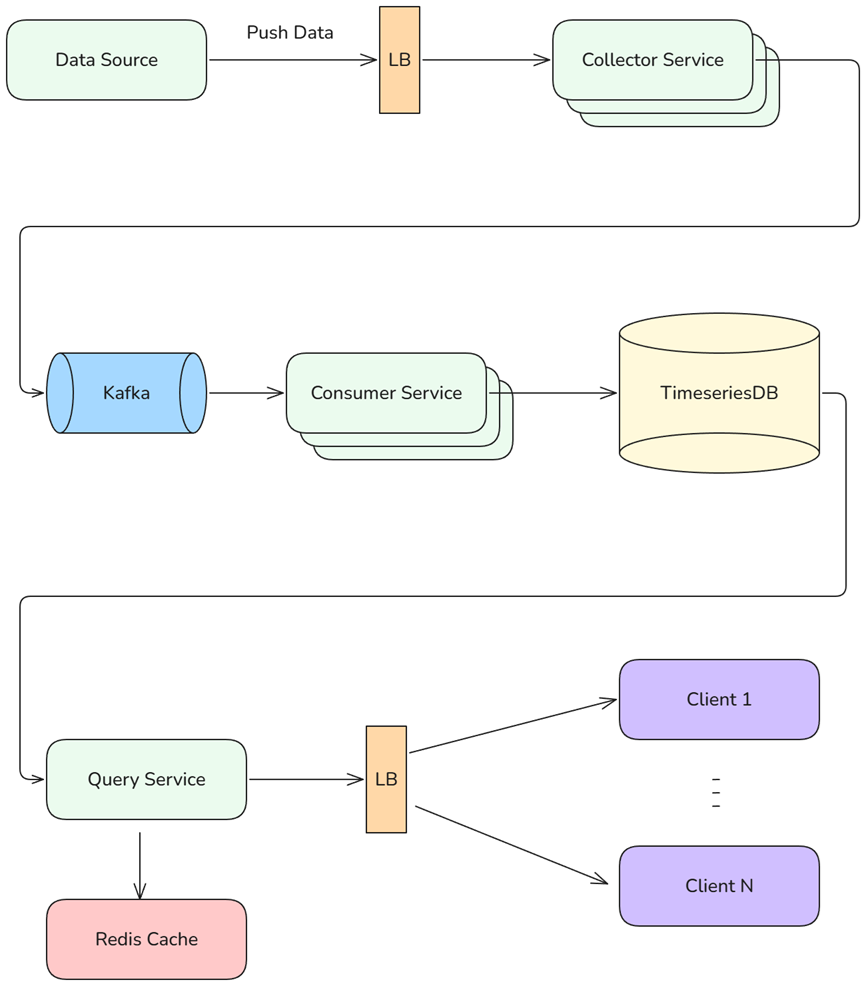 Push Data
Data Source
LB
Collector Service
Kafka
Consumer Service
TimeseriesDB
Client 1
Query Service
LB
Client N
Redis Cache